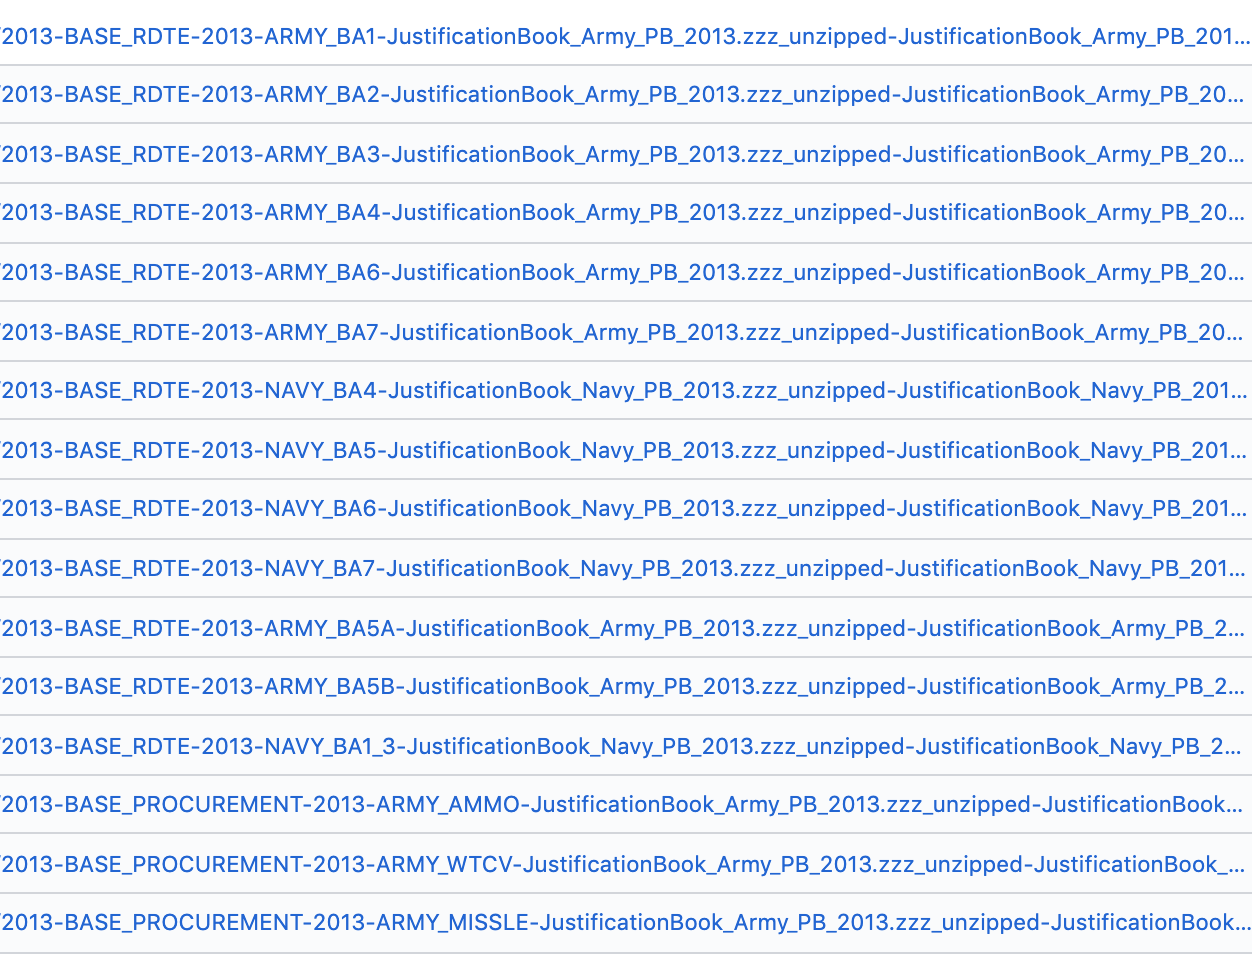 /2013-BASE_RDTE-2013-ARMY_BA1-JustificationBook_Army_PB_2013.zzz_unzipped-JustificationBook_Army_PB_201...
/2013-BASE_RDTE-2013-ARMY_BA2-JustificationBook_Army_PB_2013.zzz_unzipped-JustificationBook_Army_PB_20...
/2013-BASE_RDTE-2013-ARMY_BA3-JustificationBook_Army_PB_2013.zzz_unzipped-JustificationBook_Army_PB_20...
/2013-BASE_RDTE-2013-ARMY_BA4-JustificationBook_Army_PB_2013.zzz_unzipped-JustificationBook_Army_PB_20...
/2013-BASE_RDTE-2013-ARMY_BA6-JustificationBook_Army_PB_2013.zzz_unzipped-JustificationBook_Army_PB_20...
/2013-BASE_RDTE-2013-ARMY_BA7-JustificationBook_Army_PB_2013.zzz_unzipped-JustificationBook_Army_PB_20...
/2013-BASE_RDTE-2013-NAVY_BA4-JustificationBook_Navy_PB_2013.zzz_unzipped-JustificationBook_Navy_PB_201...
/2013-BASE_RDTE-2013-NAVY_BA5-JustificationBook_Navy_PB_2013.zzz_unzipped-JustificationBook_Navy_PB_201...
/2013-BASE_RDTE-2013-NAVY_BA6-JustificationBook_Navy_PB_2013.zzz_unzipped-JustificationBook_Navy_PB_201...
/2013-BASE_RDTE-2013-NAVY_BA7-JustificationBook_Navy_PB_2013.zzz_unzipped-JustificationBook_Navy_PB_201...
/2013-BASE_RDTE-2013-ARMY_BA5A-JustificationBook_Army_PB_2013.zzz_unzipped-JustificationBook_Army_PB_2...
/2013-BASE_RDTE-2013-ARMY_BA5B-JustificationBook_Army_PB_2013.zzz_unzipped-JustificationBook_Army_PB_2...
/2013-BASE_RDTE-2013-NAVY_BA1_3-JustificationBook_Navy_PB_2013.zzz_unzipped-JustificationBook_Navy_PB_2...
/2013-BASE_PROCUREMENT-2013-ARMY_AMMO-JustificationBook_Army_PB_2013.zzz_unzipped-JustificationBook...
/2013-BASE_PROCUREMENT-2013-ARMY_WTCV-JustificationBook_Army_PB_2013.zzz_unzipped-JustificationBook_...
/2013-BASE_PROCUREMENT-2013-ARMY_MISSLE-JustificationBook_Army_PB_2013.zzz_unzipped-JustificationBook...